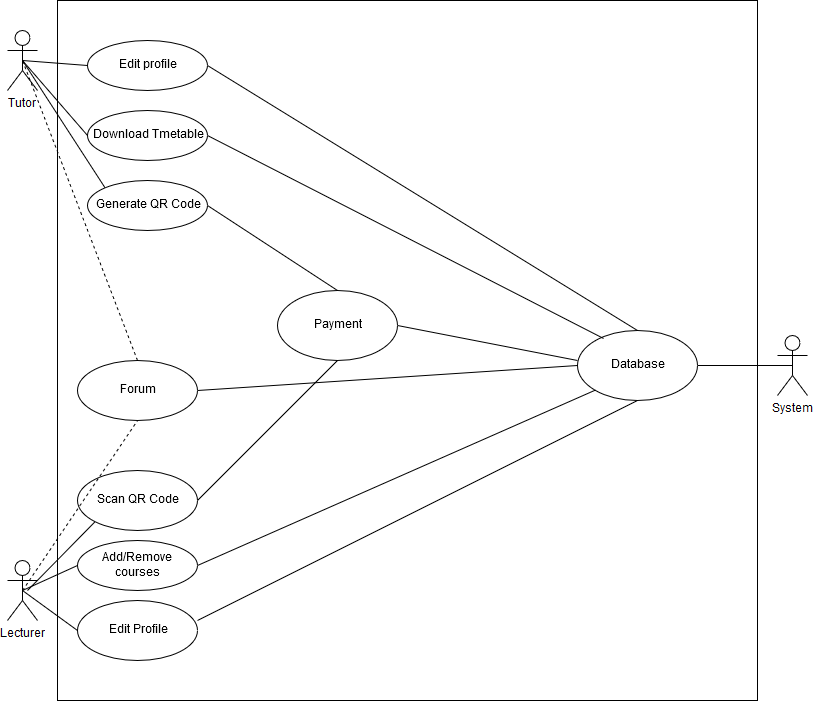 Edit profile
Tutor
Download Tmetable
Generate QR Code
Payment
Database
Forum
System
Scan QR Code
Add/Remove
courses
Edit Profile
Lecturer